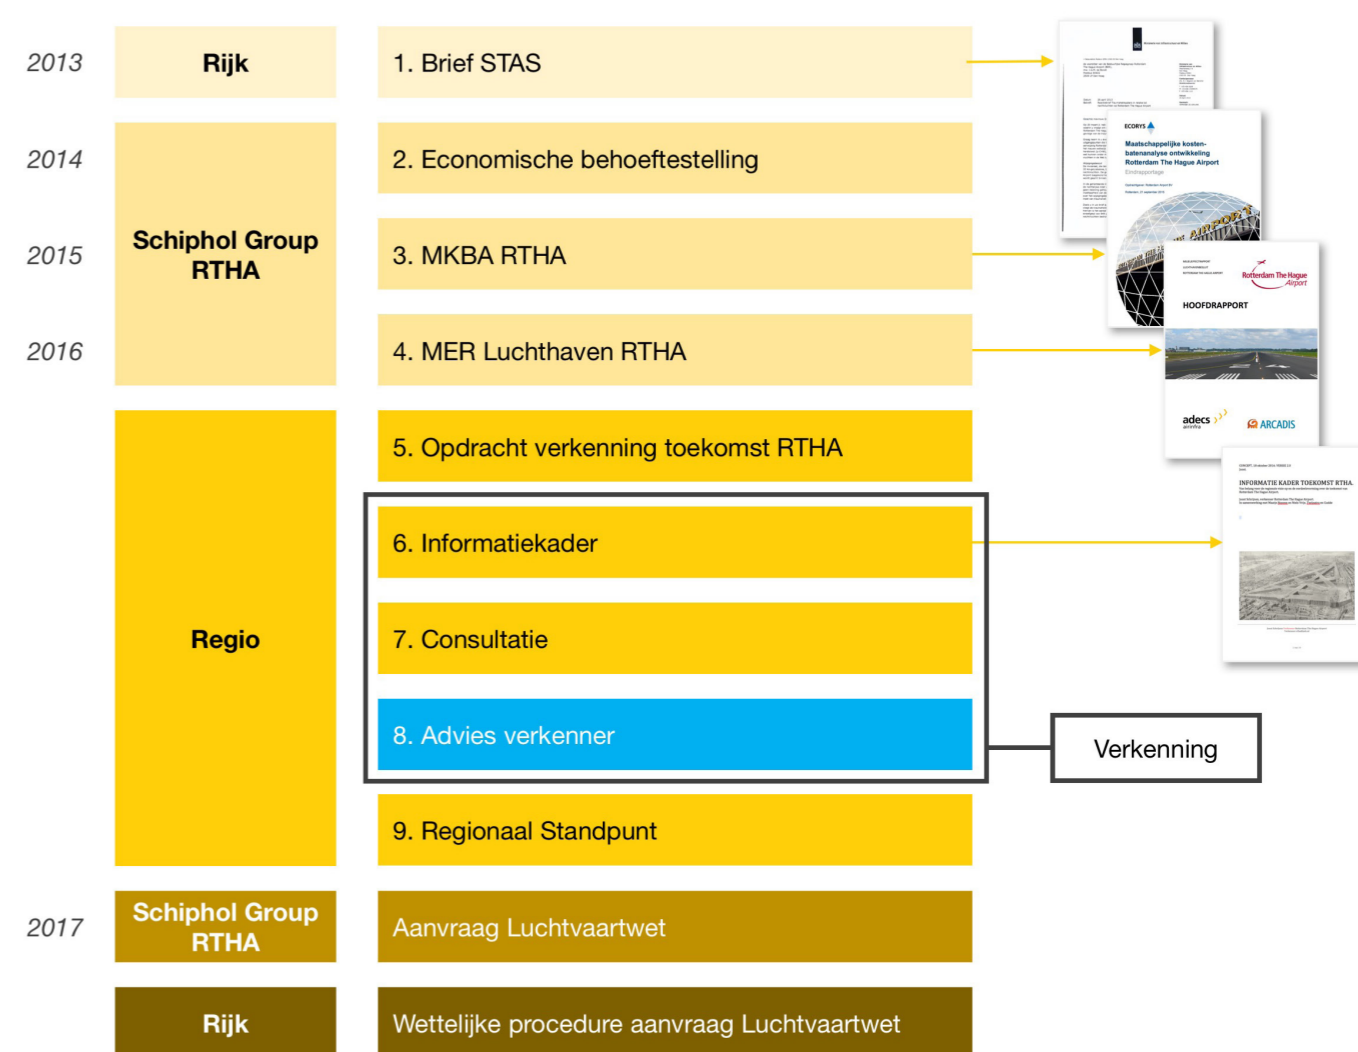 2013
Rijk
1. Brief STAS
2014
2. Economische behoeftestelling
Schiphol Group
RTHA
2015
3. MKBA RTHA
2016
4. MER Luchthaven RTHA
Regio
5. Opdracht verkenning toekomst RTHA
6. Informatiekader
7. Consultatie
8. Advies verkenner
Verkenning
9. Regionaal Standpunt
2017
Schiphol Group
RTHA
Aanvraag Luchtvaartwet
Rijk
Wettelijke procedure aanvraag Luchtvaartwet
ECORYS
Maatschappelijke kosten-
batenanalyse ontwikkeling
Rotterdam The Hague Airport
Eindrapportage
AIRPORT
Rotterdam The Hague
Airport
HOOFDRAPPORT
adecs
airinfra
ARCADIS
INFORMATIE KADER TOEKOMST RTHA.